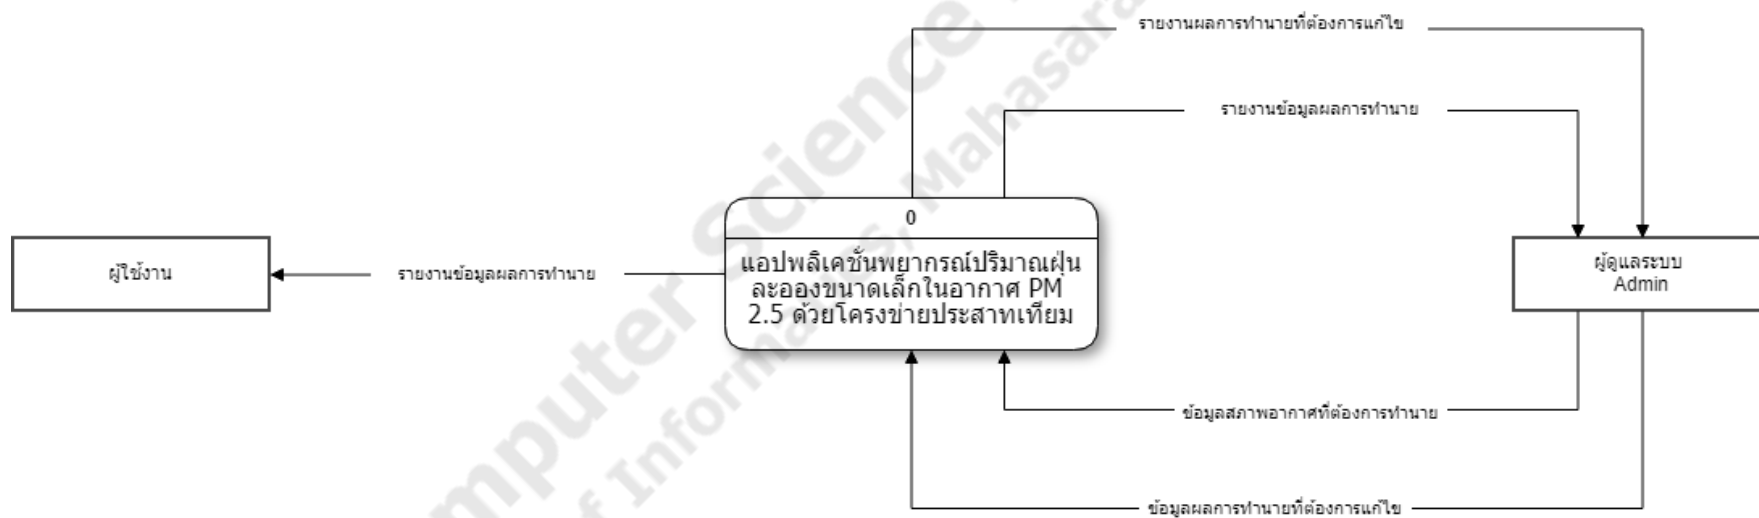 รายงานผลการทำนายที่ต้องการแก้ไข
รายงานข้อมูลผลการทำนาย
0
แอปพลิเคชั่นพยากรณ์ปริมาณฝุ่น
ละอองขนาดเล็กในอากาศ PM
2.5 ด้วยโครงข่ายประสาทเทียม
ผู้ใช้งาน
รายงานข้อมูลผลการทำนาย
ผู้ดูแลระบบ
Admin
ข้อมูลสภาพอากาศที่ต้องการทำนาย
ข้อมูลผลการทำนายที่ต้องการแก้ไข
mputer Science
f Informatics, Mahasara